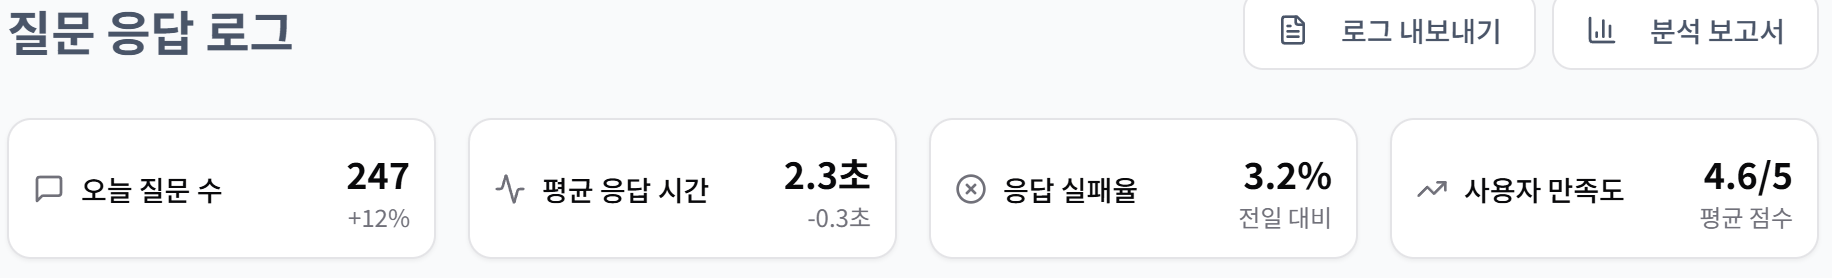 질문 응답 로그
로그 내보내기
분석 보고서
오늘 질문 수
247
+12%
평균 응답 시간
2.3초
-0.3초
응답 실패율
3.2%
전일 대비
사용자 만족도
4.6/5
평균 점수